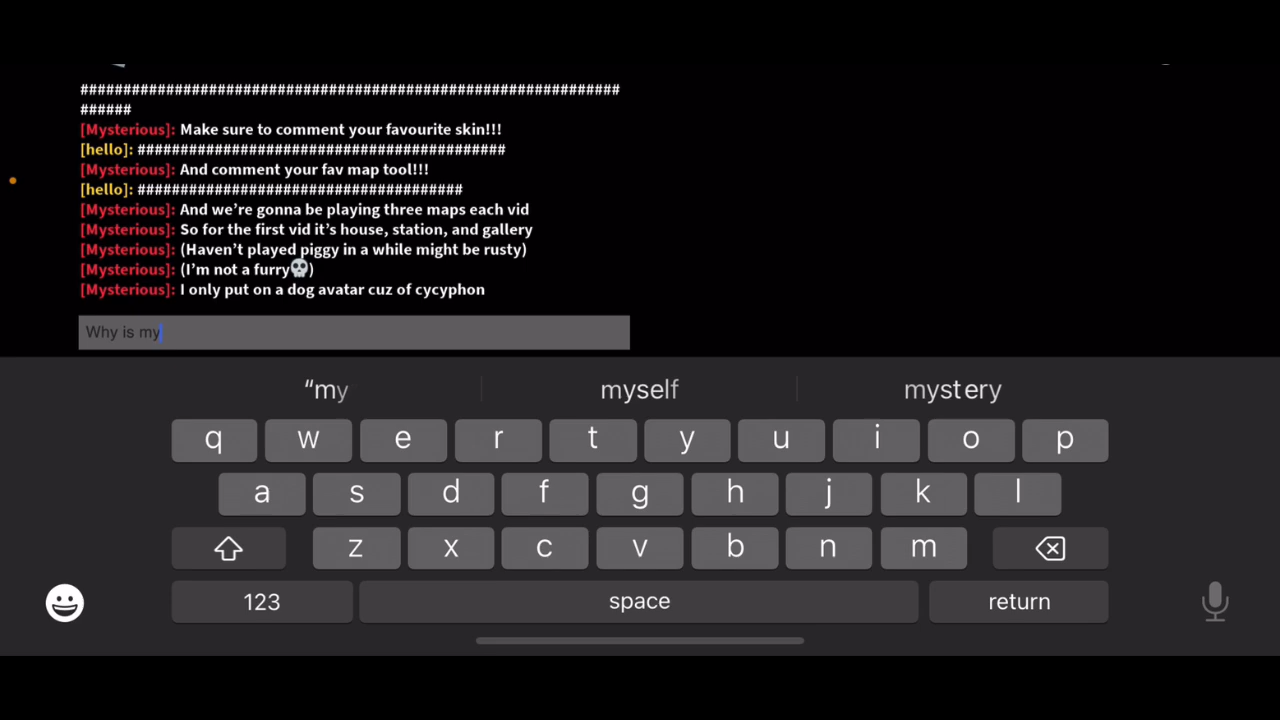 ###############################################################
######
[Mysterious]: Make sure to comment your favourite skin!!!
[hello]: ###########################################
[Mysterious]: And comment your fav map tool!!!
[hello]: ######################################
[Mysterious]: And we’re gonna be playing three maps each vid
[Mysterious]: So for the first vid it’s house, station, and gallery
[Mysterious]: (Haven’t played piggy in a while might be rusty)
[Mysterious]: (I’m not a furry💀)
[Mysterious]: I only put on a dog avatar cuz of cycyphon
Why is my
“my myself mystery
q w e r t y u i o p
a s d f g h j k l
z x c v b n m
123 space return